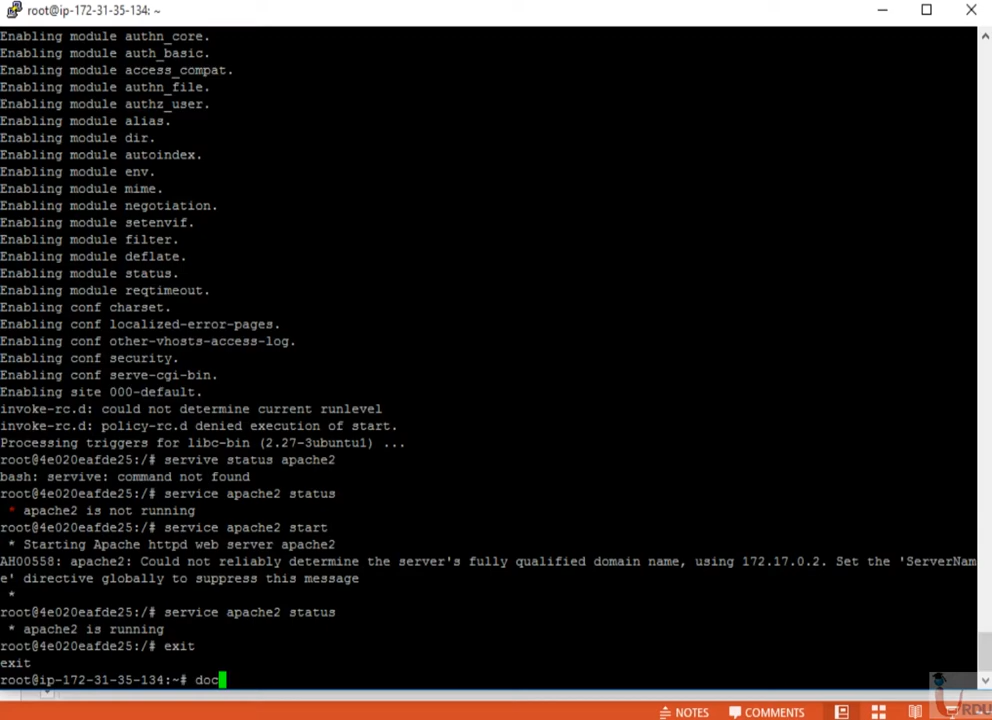 root@ip-172-31-35-134: ~
Enabling module authn_core.
Enabling module auth_basic.
Enabling module access_compat.
Enabling module authn_file.
Enabling module authz_user.
Enabling module alias.
Enabling module dir.
Enabling module autoindex.
Enabling module env.
Enabling module mime.
Enabling module negotiation.
Enabling module setenvif.
Enabling module filter.
Enabling module deflate.
Enabling module status.
Enabling module reqtimeout.
Enabling conf charset.
Enabling conf localized-error-pages.
Enabling conf other-vhosts-access-log.
Enabling conf security.
Enabling conf serve-cgi-bin.
Enabling site 000-default.
invoke-rc.d: could not determine current runlevel
invoke-rc.d: policy-rc.d denied execution of start.
Processing triggers for libc-bin (2.27-3ubuntu1) ...
root@4e020eafde25:/# servive status apache2
bash: servive: command not found
root@4e020eafde25:/# service apache2 status
 * apache2 is not running
root@4e020eafde25:/# service apache2 start
 * Starting Apache httpd web server apache2
AH00558: apache2: Could not reliably determine the server's fully qualified domain name, using 172.17.0.2. Set the 'ServerNam
e' directive globally to suppress this message
 *
root@4e020eafde25:/# service apache2 status
 * apache2 is running
root@4e020eafde25:/# exit
exit
root@ip-172-31-35-134:~# doc
NOTES COMMENTS